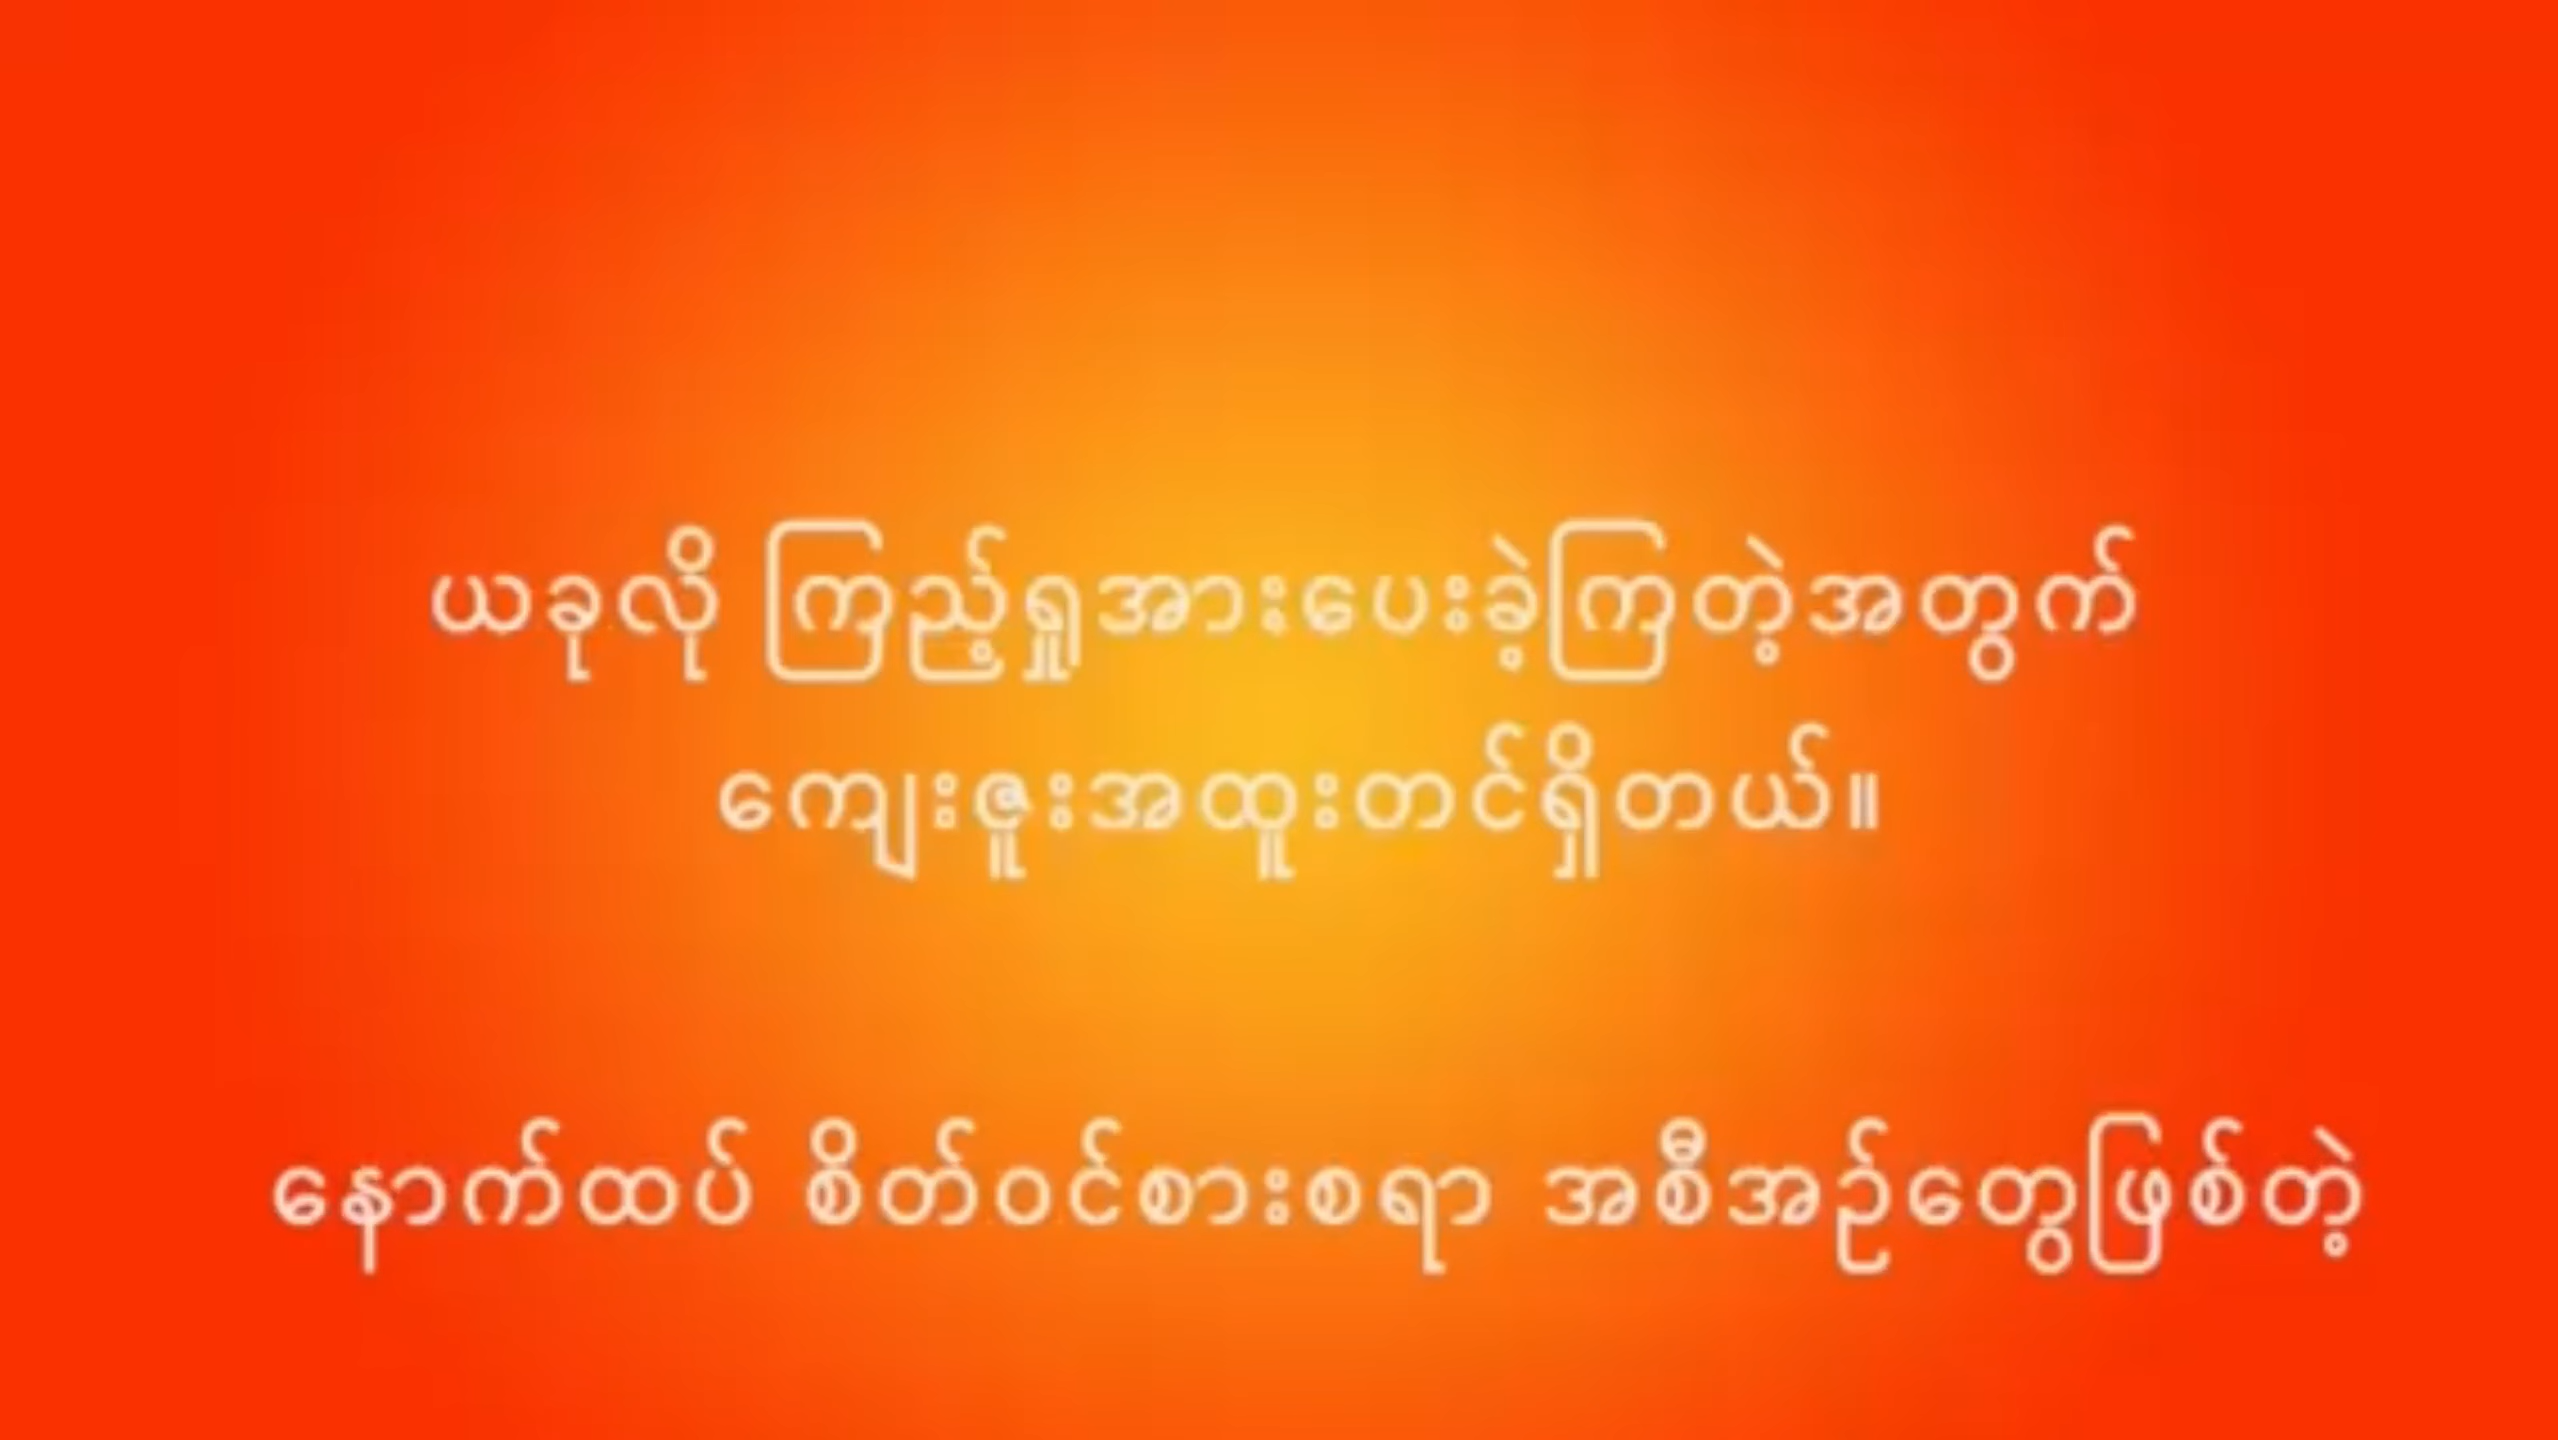 ယခုလို ကြည့်ရှုအားပေးခဲ့ကြတဲ့အတွက်
ကျေးဇူးအထူးတင်ရှိတယ်။
နောက်ထပ် စိတ်ဝင်စားစရာ အစီအဉ်တွေဖြစ်တဲ့